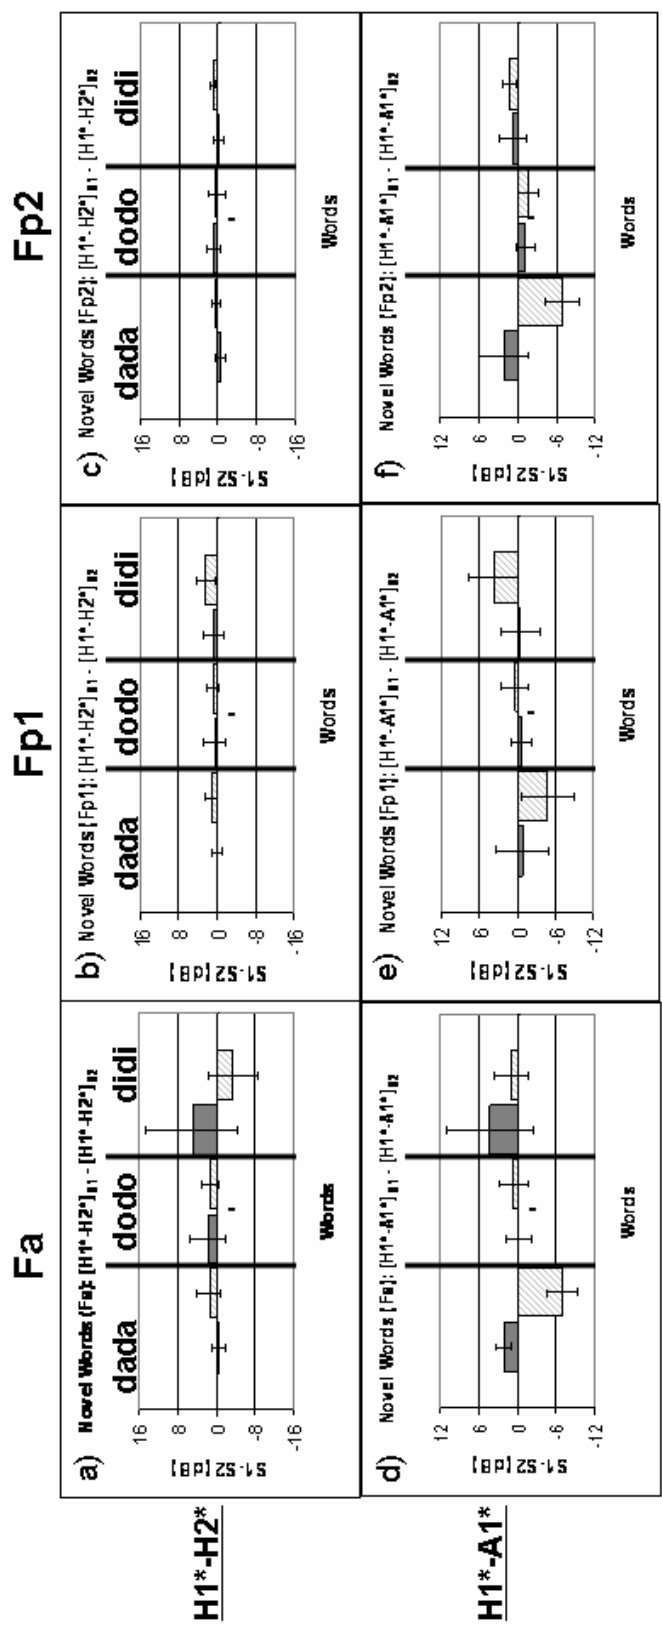 Fa Fp1 Fp2
H1*-H2*
a) Novel Words [Fa]: [H1*-H2*]S1 - [H1*-H2*]S2
dada dodo didi
16
8
0
-8
-16
S1-S2 [dB]
Words
b) Novel Words [Fp1]: [H1*-H2*]S1 - [H1*-H2*]S2
dada dodo didi
16
8
0
-8
-16
S1-S2 [dB]
Words
c) Novel Words [Fp2]: [H1*-H2*]S1 - [H1*-H2*]S2
dada dodo didi
16
8
0
-8
-16
S1-S2 [dB]
Words
H1*-A1*
d) Novel Words [Fa]: [H1*-A1*]S1 - [H1*-A1*]S2
12
6
0
-6
-12
S1-S2 [dB]
Words
e) Novel Words [Fp1]: [H1*-A1*]S1 - [H1*-A1*]S2
12
6
0
-6
-12
S1-S2 [dB]
Words
f) Novel Words [Fp2]: [H1*-A1*]S1 - [H1*-A1*]S2
12
6
0
-6
-12
S1-S2 [dB]
Words